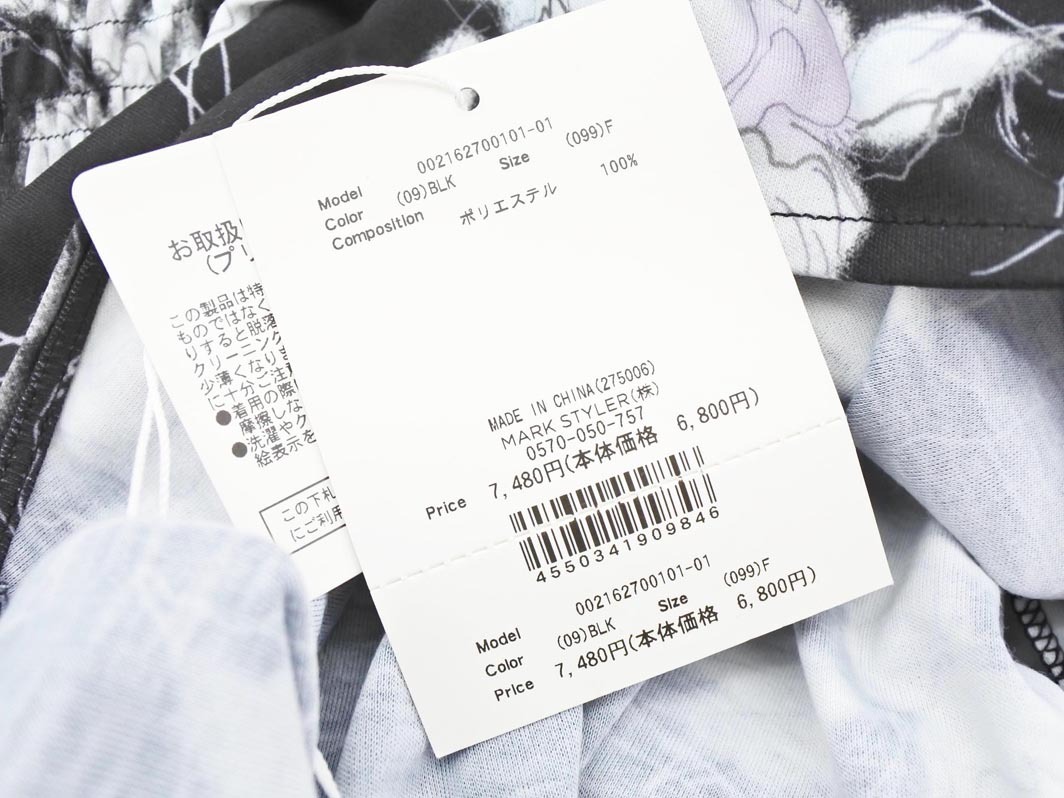 Model 002162700101-01
Color (09)BLK Size (099)F
Composition ポリエステル 100%
MADE IN CHINA(275006)
MARK STYLER(株)
0570-050-757
Price 7,480円(本体価格 6,800円)
4550341909846
Model 002162700101-01
Color (09)BLK Size (099)F
Price 7,480円(本体価格 6,800円)
お取扱
(プリ
この製品は特
ものではなく
りすると脱落
クリーニング
少薄くなりま
に十分ご注意
●着用の際
摩擦しな
●洗濯やク
絵表示を
この下札
にご利用